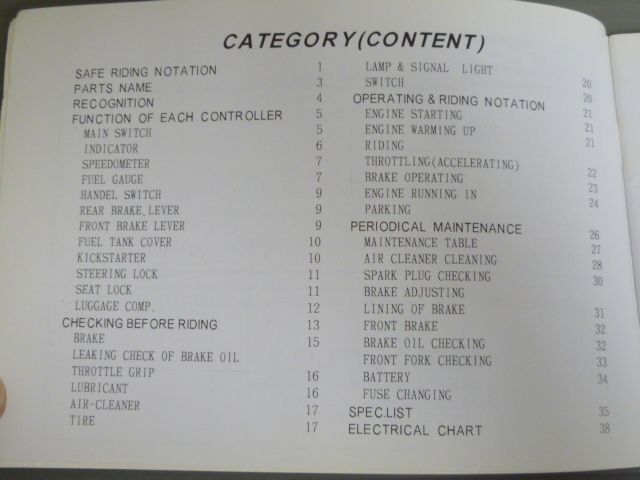 CATEGORY(CONTENT)
SAFE RIDING NOTATION 1
PARTS NAME 3
RECOGNITION 4
FUNCTION OF EACH CONTROLLER 5
MAIN SWITCH 5
INDICATOR 6
SPEEDOMETER 7
FUEL GAUGE 7
HANDEL SWITCH 9
REAR BRAKE LEVER 9
FRONT BRAKE LEVER 9
FUEL TANK COVER 10
KICKSTARTER 10
STEERING LOCK 11
SEAT LOCK 11
LUGGAGE COMP. 12
CHECKING BEFORE RIDING 13
BRAKE 15
LEAKING CHECK OF BRAKE OIL
THROTTLE GRIP 16
LUBRICANT 16
AIR-CLEANER 17
TIRE 17
LAMP & SIGNAL LIGHT
SWITCH 20
OPERATING & RIDING NOTATION 20
ENGINE STARTING 21
ENGINE WARMING UP 21
RIDING 21
THROTTLING(ACCELERATING)
BRAKE OPERATING 22
ENGINE RUNNING IN 23
PARKING 24
PERIODICAL MAINTENANCE 26
MAINTENANCE TABLE 27
AIR CLEANER CLEANING 28
SPARK PLUG CHECKING 30
BRAKE ADJUSTING
LINING OF BRAKE 31
FRONT BRAKE 32
BRAKE OIL CHECKING 32
FRONT FORK CHECKING 33
BATTERY 34
FUSE CHANGING
SPEC.LIST 35
ELECTRICAL CHART 38